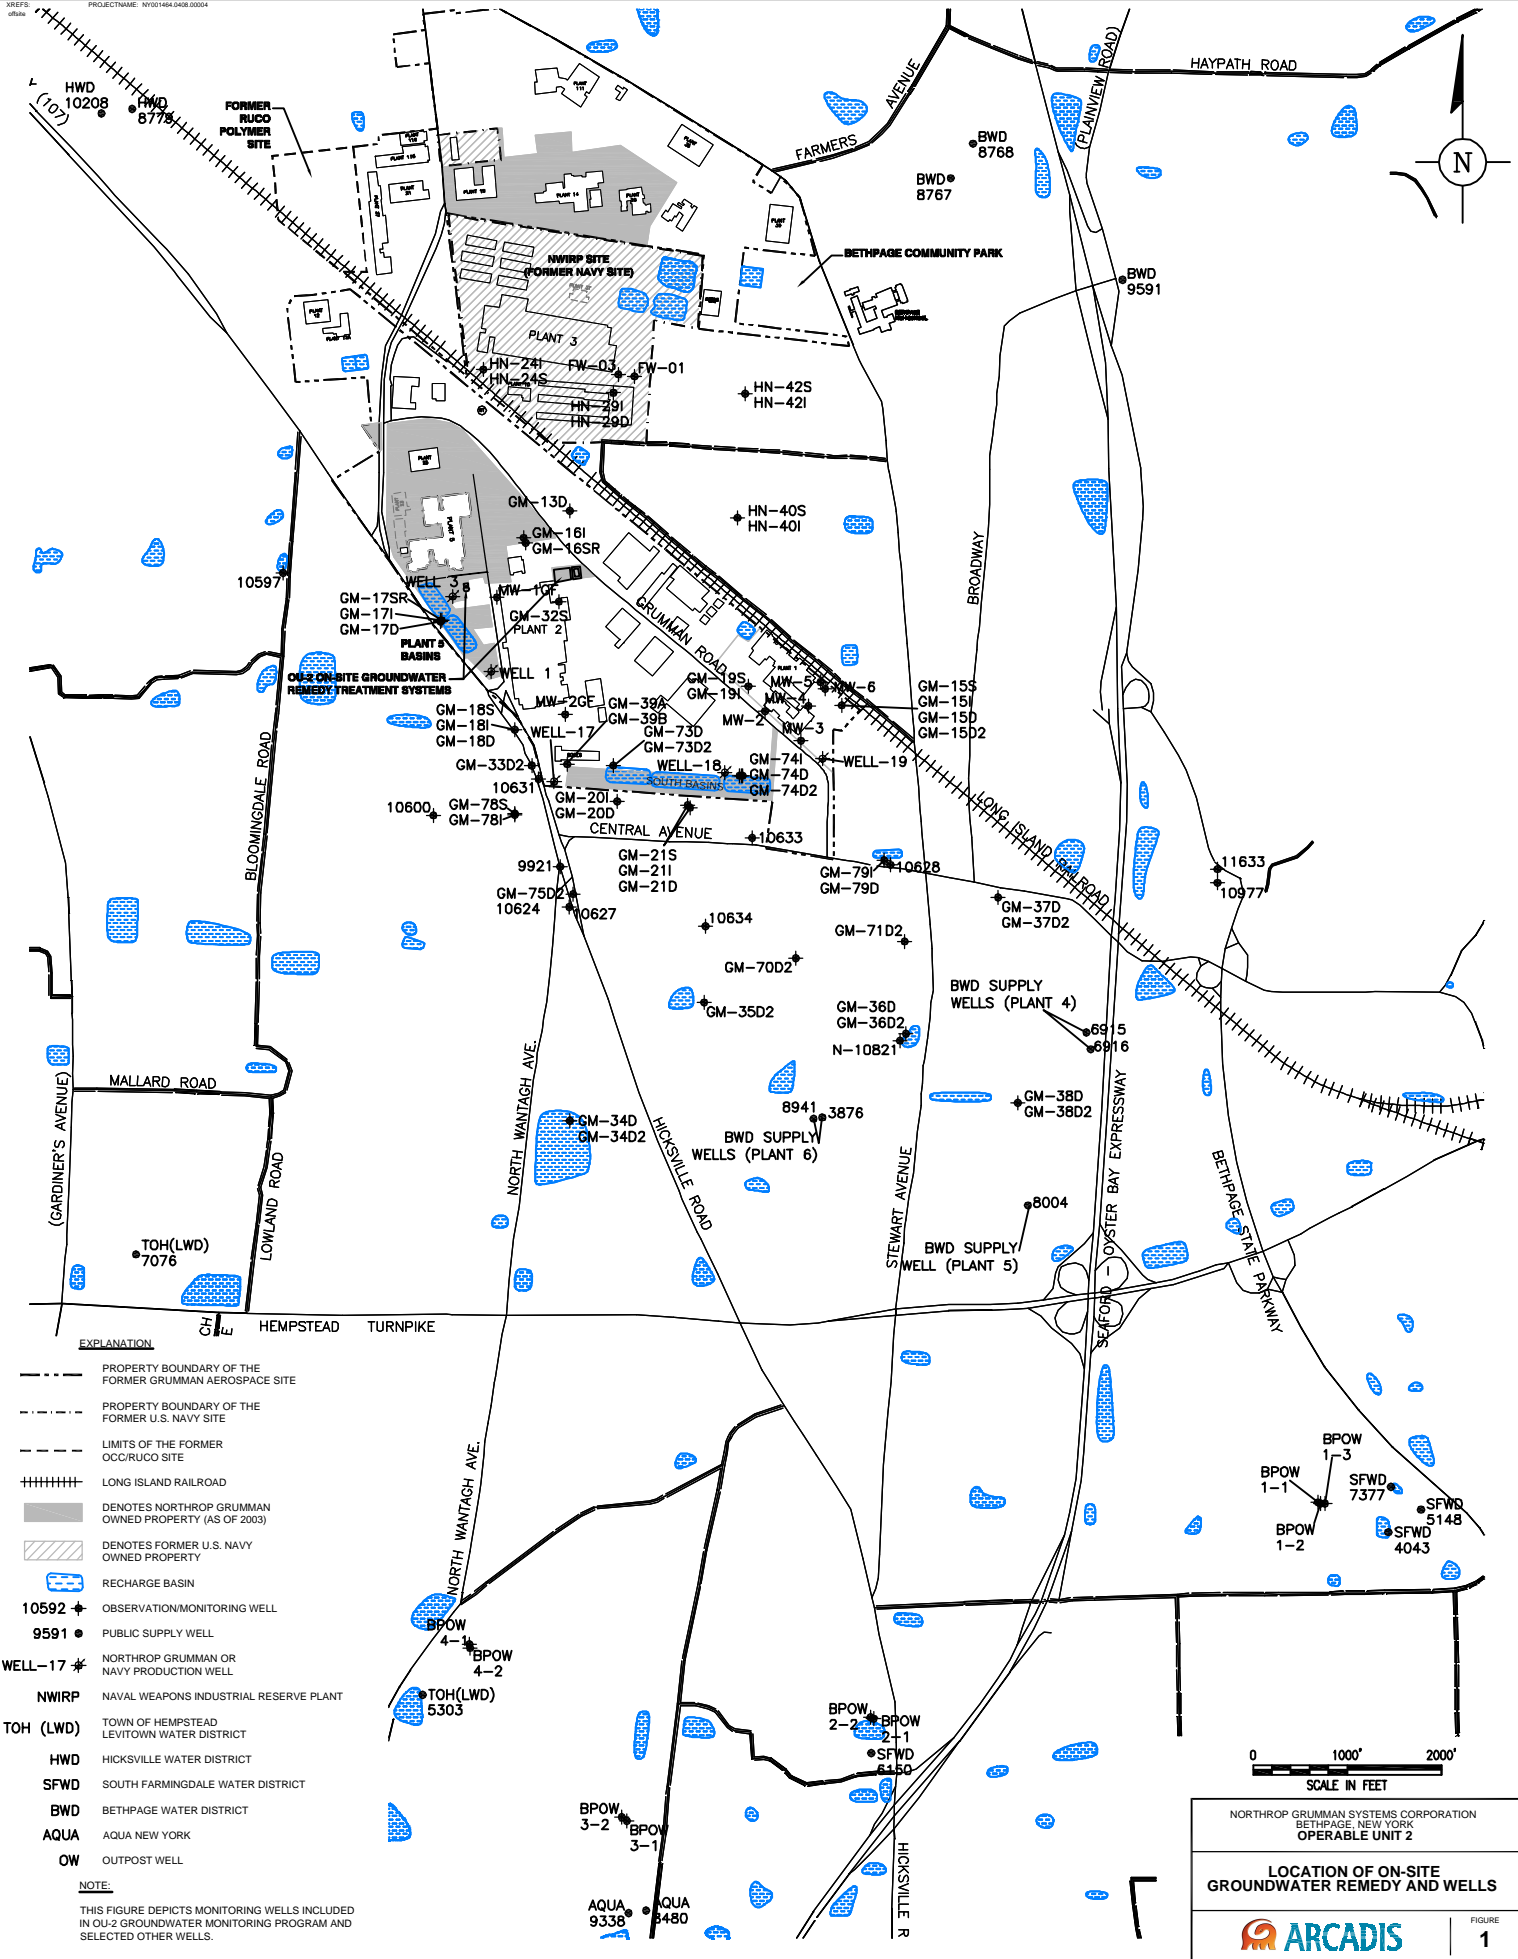 XREFS:
offsite
PROJECTNAME: NY001464.0408.00004
(107)
HWD
10208
HWD
8779
FORMER
RUCO
POLYMER
SITE
PLANT
111
FARMERS
AVENUE
(PLAINVIEW ROAD)
HAYPATH ROAD
N
BWD
8768
BWD
8767
BWD
9591
PLANT 14
NWIRP SITE
(FORMER NAVY SITE)
BETHPAGE COMMUNITY PARK
PLANT 3
HN-24I
HN-24S
FW-03
FW-01
HN-29I
HN-29D
HN-42S
HN-42I
HN-40S
HN-40I
GM-13D
GM-16I
GM-16SR
PLANT 5
10597
WELL 3
GM-17SR
GM-17I
GM-17D
MW-1GF
GM-32S
PLANT 2
PLANT 5
BASINS
WELL 1
OU-2 ON-SITE GROUNDWATER
REMEDY TREATMENT SYSTEMS
GRUMMAN ROAD
PLANT 1
BROADWAY
GM-19S
GM-19I
MW-5
MW-6
MW-4
MW-2
MW-3
GM-15S
GM-15I
GM-15D
GM-15D2
MW-2GF
GM-39A
GM-39B
GM-18S
GM-18I
GM-18D
WELL-17
GM-73D
GM-73D2
WELL-18
GM-74I
GM-74D
GM-74D2
WELL-19
SOUTH BASINS
GM-33D2
10631
GM-20I
GM-20D
10600
GM-78S
GM-78I
CENTRAL AVENUE
10633
GM-21S
GM-21I
GM-21D
9921
GM-75D2
10624
10627
GM-79I
GM-79D
10628
LONG ISLAND RAILROAD
11633
10977
BLOOMINGDALE ROAD
10634
GM-71D2
GM-37D
GM-37D2
GM-70D2
GM-35D2
GM-36D
GM-36D2
N-10821
BWD SUPPLY
WELLS (PLANT 4)
6915
6916
MALLARD ROAD
(GARDINER'S AVENUE)
LOWLAND ROAD
NORTH WANTAGH AVE.
GM-34D
GM-34D2
HICKSVILLE ROAD
8941
3876
BWD SUPPLY
WELLS (PLANT 6)
GM-38D
GM-38D2
STEWART AVENUE
SEAFORD - OYSTER BAY EXPRESSWAY
BETHPAGE STATE PARKWAY
8004
BWD SUPPLY
WELL (PLANT 5)
TOH(LWD)
7076
HEMPSTEAD TURNPIKE
EXPLANATION
PROPERTY BOUNDARY OF THE
FORMER GRUMMAN AEROSPACE SITE
PROPERTY BOUNDARY OF THE
FORMER U.S. NAVY SITE
LIMITS OF THE FORMER
OCC/RUCO SITE
LONG ISLAND RAILROAD
DENOTES NORTHROP GRUMMAN
OWNED PROPERTY (AS OF 2003)
DENOTES FORMER U.S. NAVY
OWNED PROPERTY
RECHARGE BASIN
10592 OBSERVATION/MONITORING WELL
9591 PUBLIC SUPPLY WELL
WELL-17 NORTHROP GRUMMAN OR
NAVY PRODUCTION WELL
NWIRP NAVAL WEAPONS INDUSTRIAL RESERVE PLANT
TOH (LWD) TOWN OF HEMPSTEAD
LEVITOWN WATER DISTRICT
HWD HICKSVILLE WATER DISTRICT
SFWD SOUTH FARMINGDALE WATER DISTRICT
BWD BETHPAGE WATER DISTRICT
AQUA AQUA NEW YORK
OW OUTPOST WELL
NOTE:
THIS FIGURE DEPICTS MONITORING WELLS INCLUDED
IN OU-2 GROUNDWATER MONITORING PROGRAM AND
SELECTED OTHER WELLS.
NORTH WANTAGH AVE.
BPOW
4-1
BPOW
4-2
TOH(LWD)
5303
BPOW
1-3
BPOW
1-1
BPOW
1-2
SFWD
7377
SFWD
5148
SFWD
4043
BPOW
2-2
BPOW
2-1
SFWD
6150
BPOW
3-2
BPOW
3-1
AQUA
9338
AQUA
8480
HICKSVILLE R
0 1000' 2000'
SCALE IN FEET
NORTHROP GRUMMAN SYSTEMS CORPORATION
BETHPAGE, NEW YORK
OPERABLE UNIT 2
LOCATION OF ON-SITE
GROUNDWATER REMEDY AND WELLS
ARCADIS
FIGURE
1